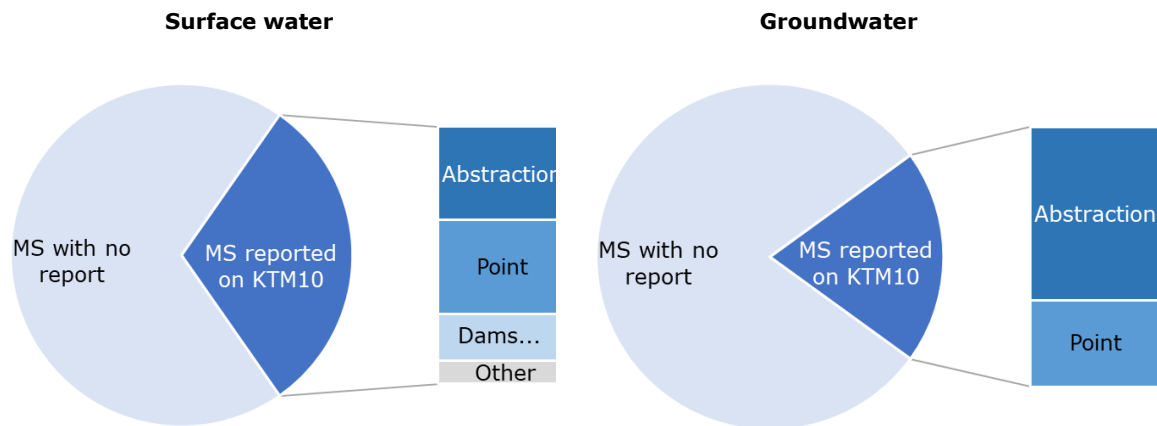 Surface water
Groundwater
MS with no
report
MS reported
on KTM10
Abstraction
Point
Dams...
Other
MS with no
report
MS reported
on KTM10
Abstraction
Point